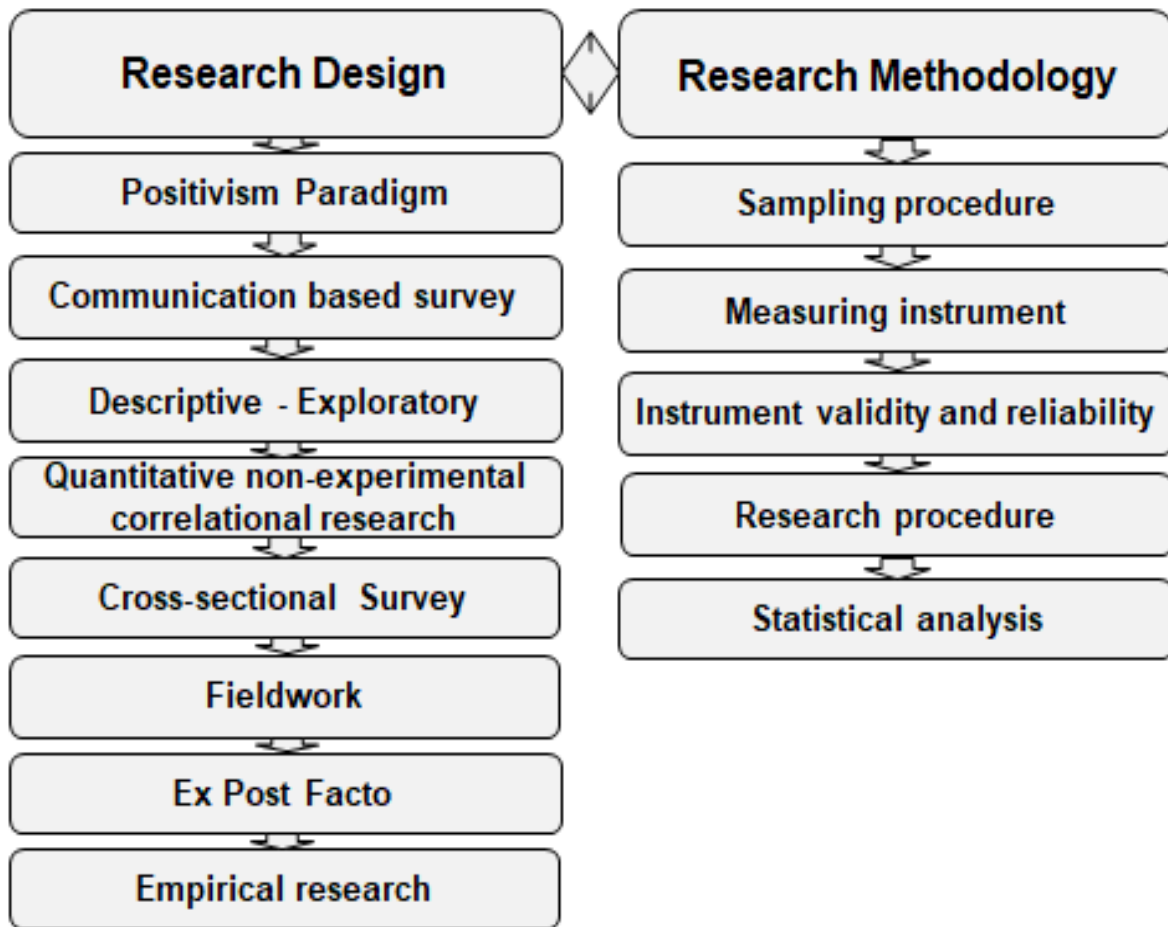 Research Design
Positivism Paradigm
Communication based survey
Descriptive - Exploratory
Quantitative non-experimental
correlational research
Cross-sectional Survey
Fieldwork
Ex Post Facto
Empirical research
Research Methodology
Sampling procedure
Measuring instrument
Instrument validity and reliability
Research procedure
Statistical analysis